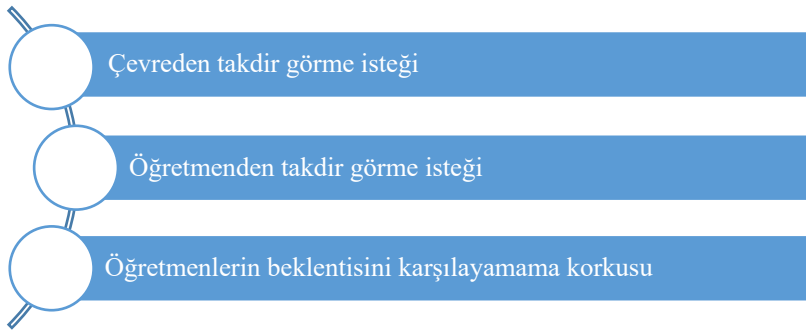 Çevreden takdir görme isteği
Öğretmenden takdir görme isteği
Öğretmenlerin beklentisini karşılayamama korkusu